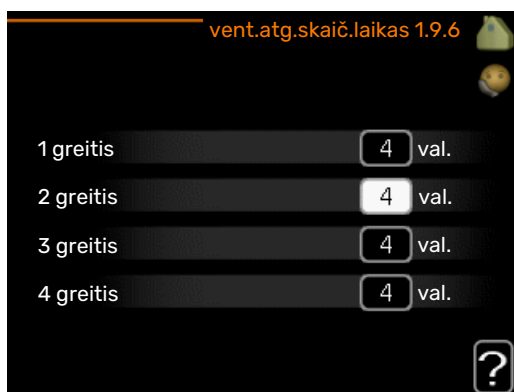 vent.atg.skaič.laikas 1.9.6
1 greitis 4 val.
2 greitis 4 val.
3 greitis 4 val.
4 greitis 4 val.
?